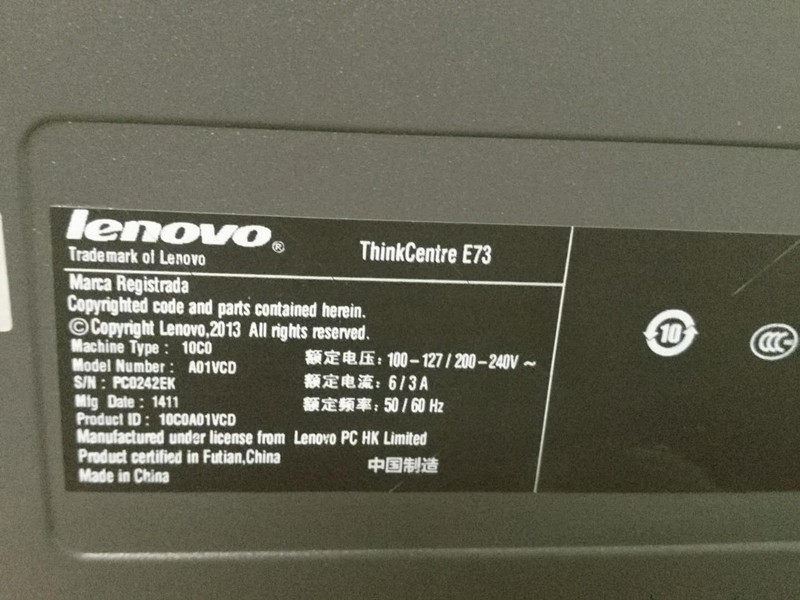 lenovo®
Trademark of Lenovo
ThinkCentre E73
Marca Registrada
Copyrighted code and parts contained herein.
©Copyright Lenovo,2013 All rights reserved.
Machine Type: 10C0
Model Number: A01VCD
S/N: PC0242EK
Mfg Date: 1411
Product ID: 10C0A01VCD
额定电压: 100-127/200-240V~
额定电流: 6/3A
额定频率: 50/60 Hz
Manufactured under license from Lenovo PC HK Limited
Product certified in Futian,China
Made in China
中国制造
10
CCC